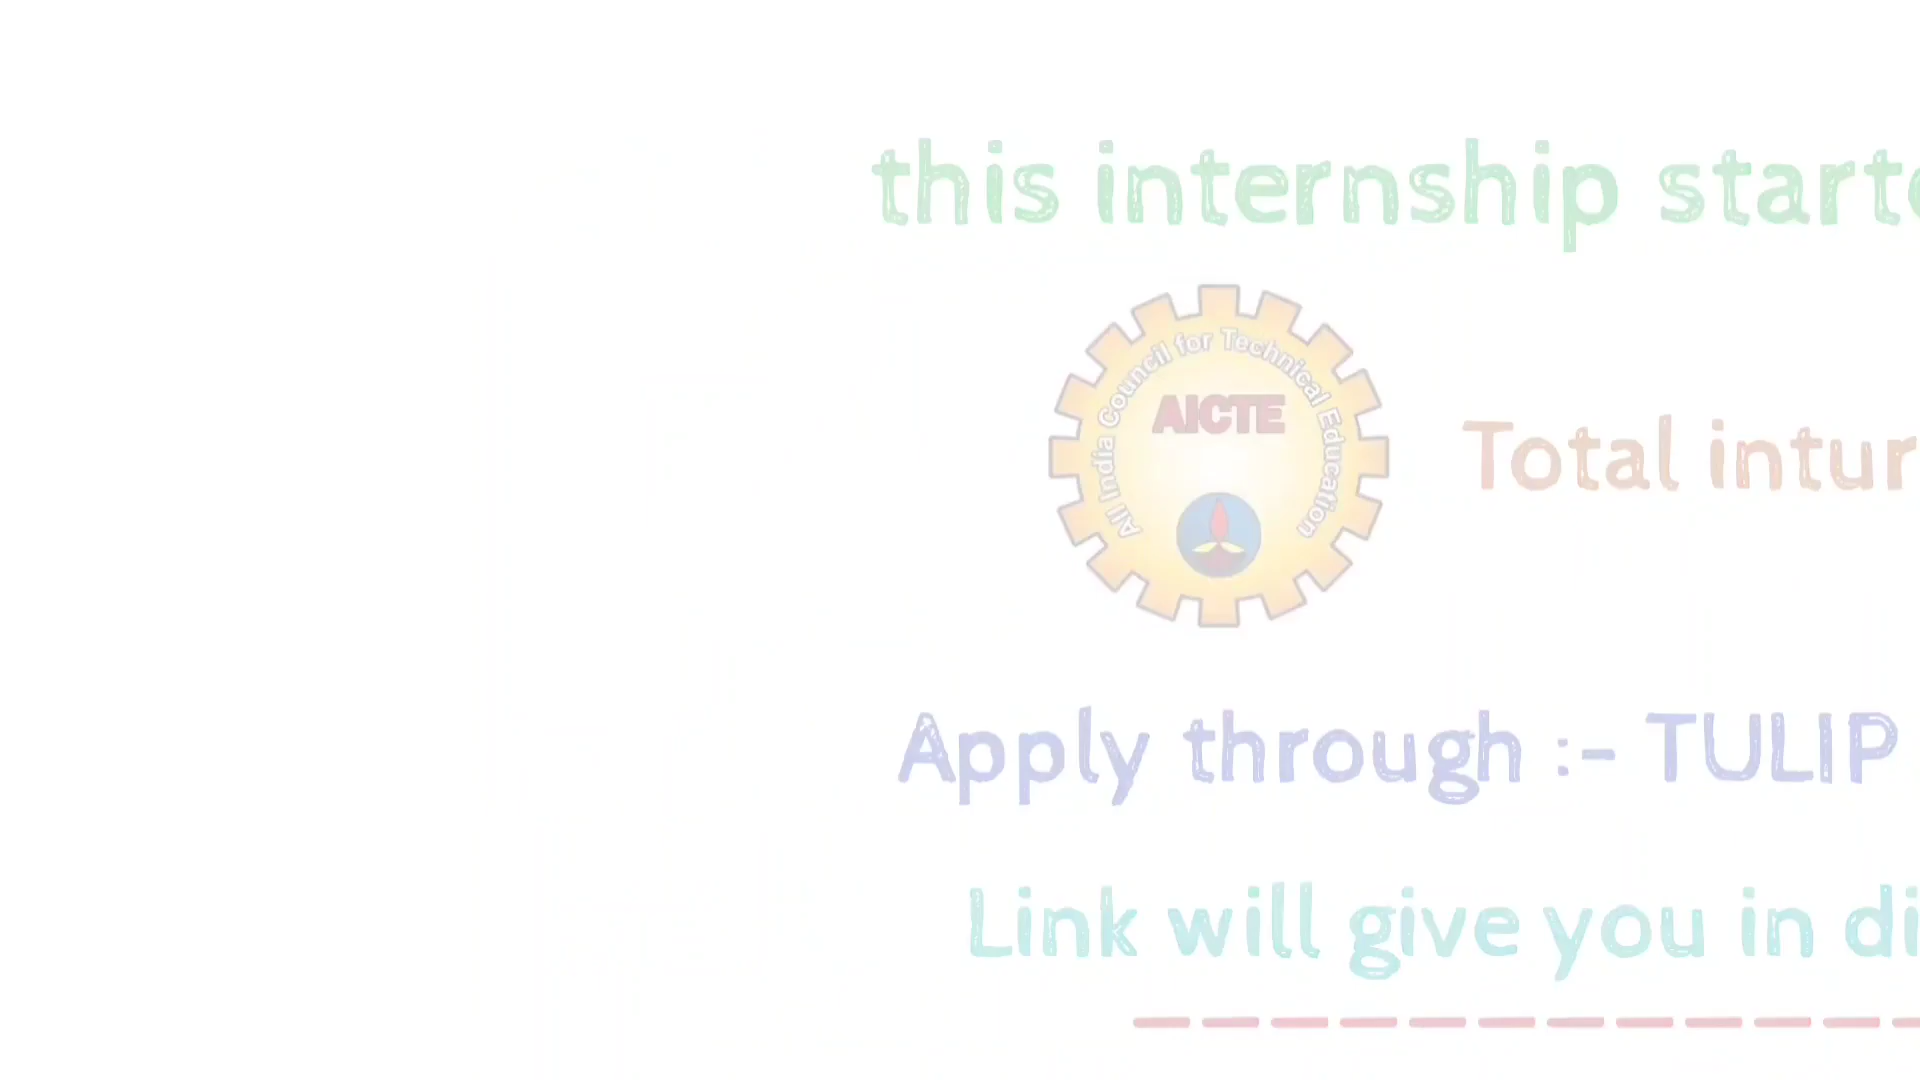 this internship starte
All India Council for Technical Education
AICTE
Total intur
Apply through :- TULIP
Link will give you in di